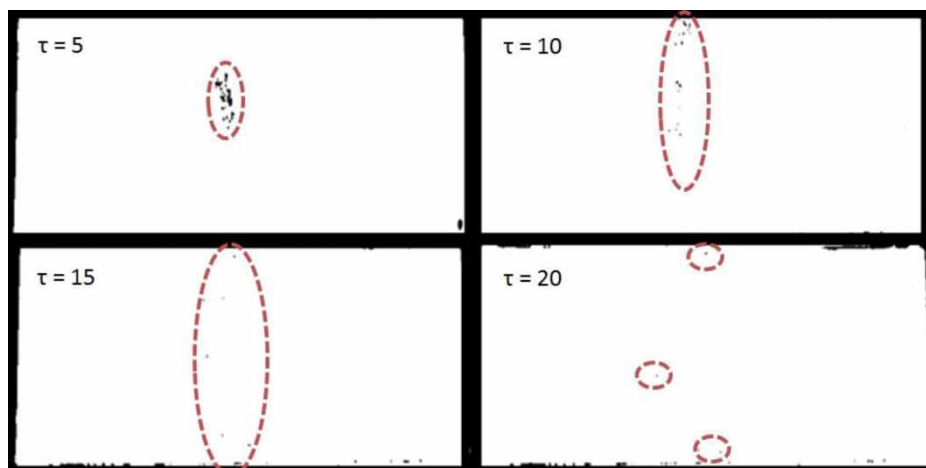 τ = 5
τ = 10
τ = 15
τ = 20